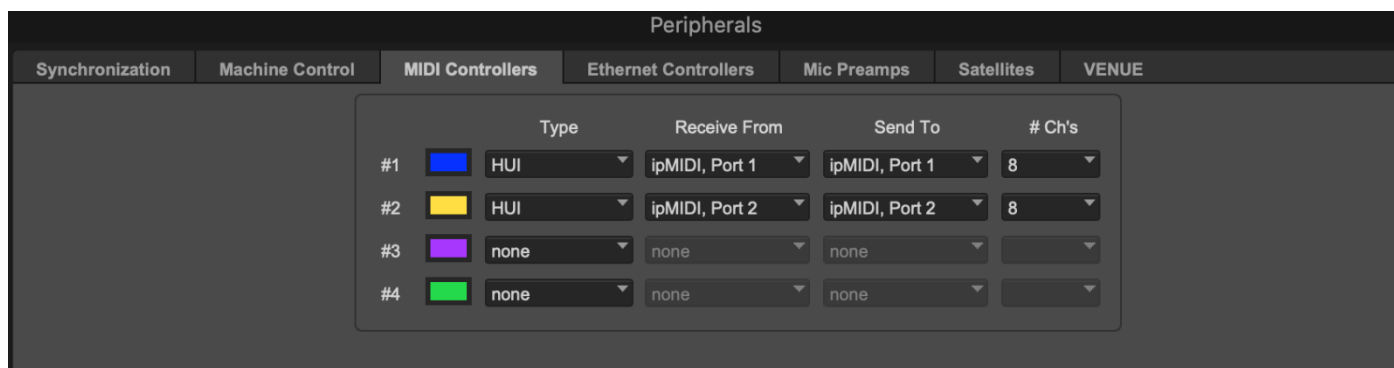 Peripherals
Synchronization Machine Control MIDI Controllers Ethernet Controllers Mic Preamps Satellites VENUE
Type Receive From Send To # Ch's
#1 HUI ipMIDI, Port 1 ipMIDI, Port 1 8
#2 HUI ipMIDI, Port 2 ipMIDI, Port 2 8
#3 none none none
#4 none none none